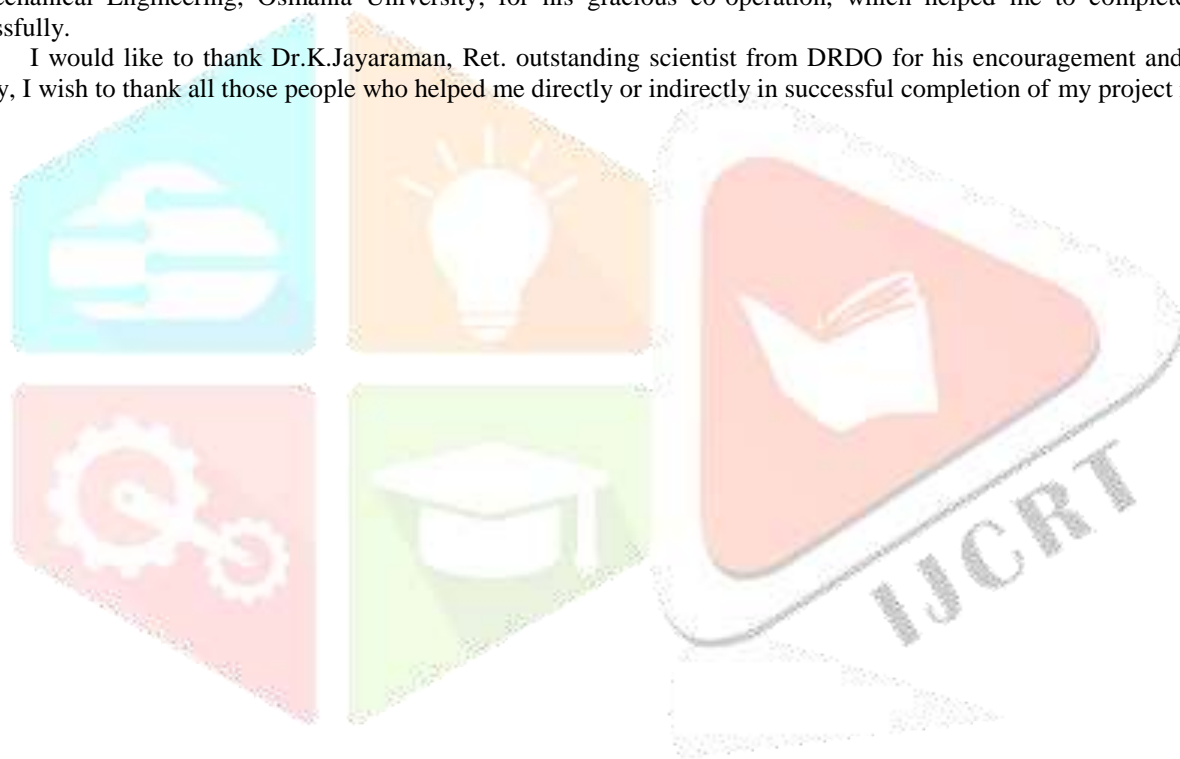 Mechanical Engineering, Osmania University, for his gracious co-operation, which helped me to complete
ssfully.
I would like to thank Dr.K.Jayaraman, Ret. outstanding scientist from DRDO for his encouragement and
y, I wish to thank all those people who helped me directly or indirectly in successful completion of my project
IJCRT